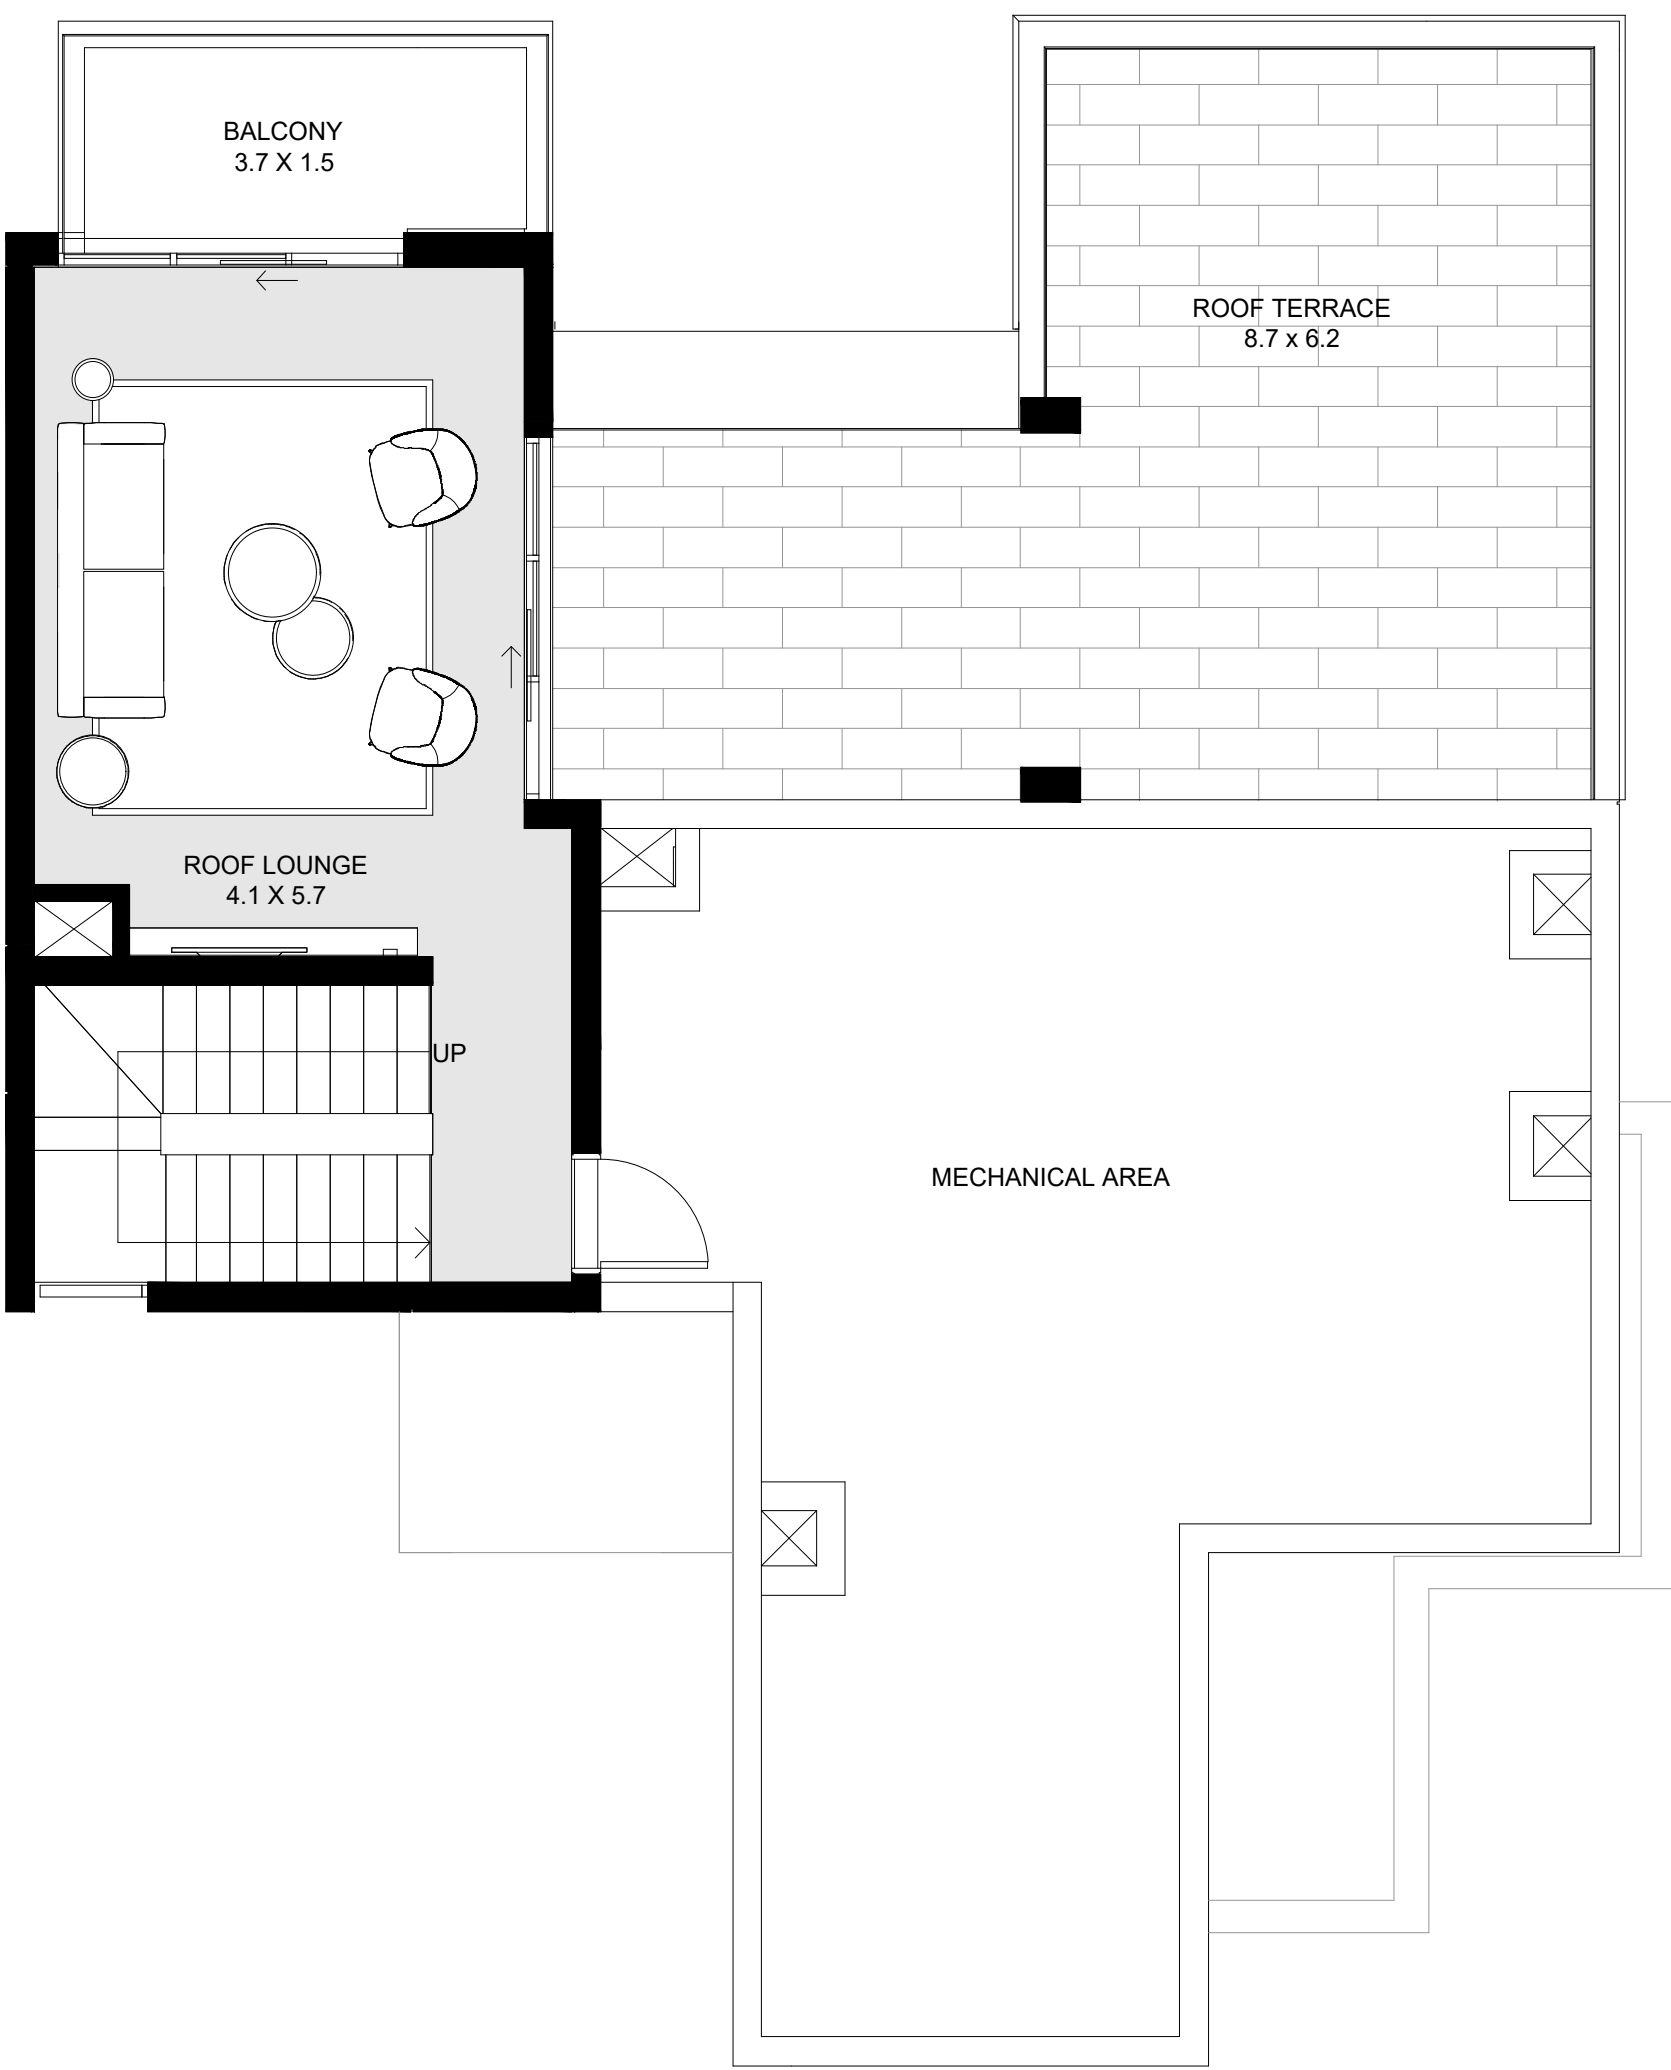 BALCONY
3.7 X 1.5
ROOF TERRACE
8.7 x 6.2
ROOF LOUNGE
4.1 X 5.7
UP
MECHANICAL AREA